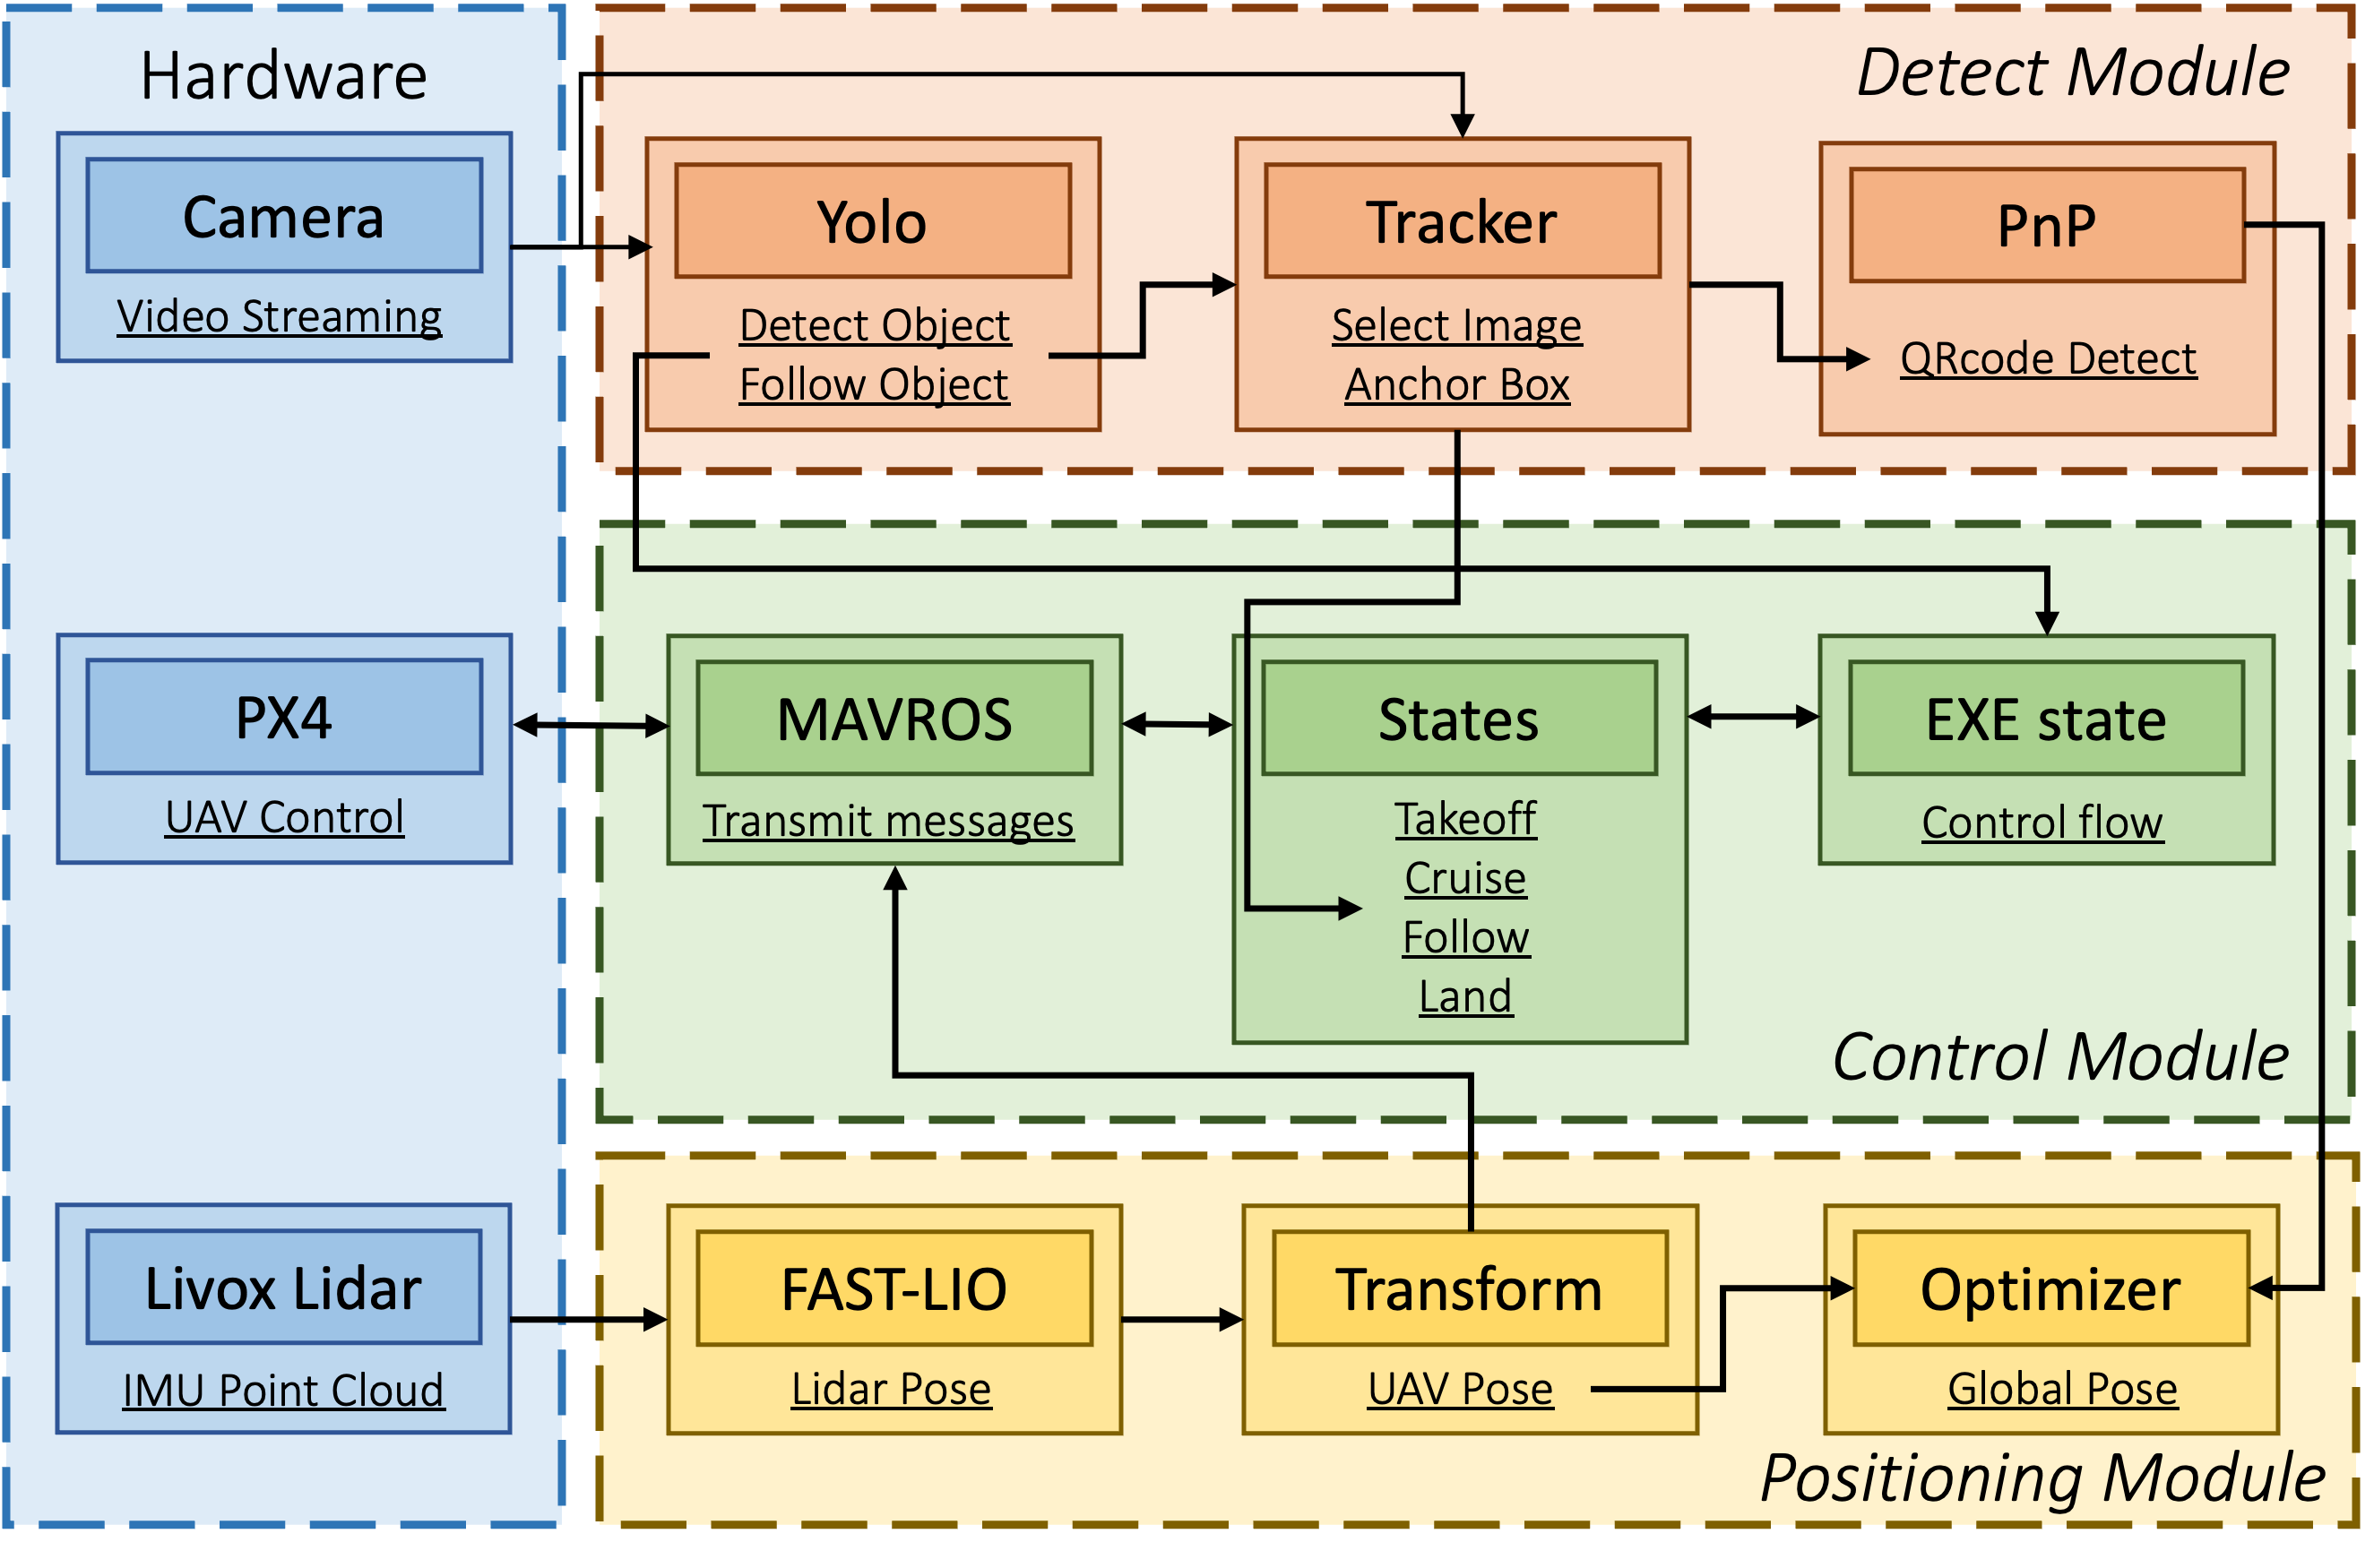 Hardware
Camera
Video Streaming
PX4
UAV Control
Livox Lidar
IMU Point Cloud
Detect Module
Yolo
Detect Object
Follow Object
Tracker
Select Image
Anchor Box
PnP
QRcode Detect
MAVROS
Transmit messages
States
Takeoff
Cruise
Follow
Land
EXE state
Control flow
Control Module
FAST-LIO
Lidar Pose
Transform
UAV Pose
Optimizer
Global Pose
Positioning Module